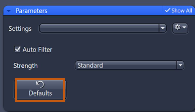 Parameters Show All
Settings
Auto Filter
Strength Standard
Defaults